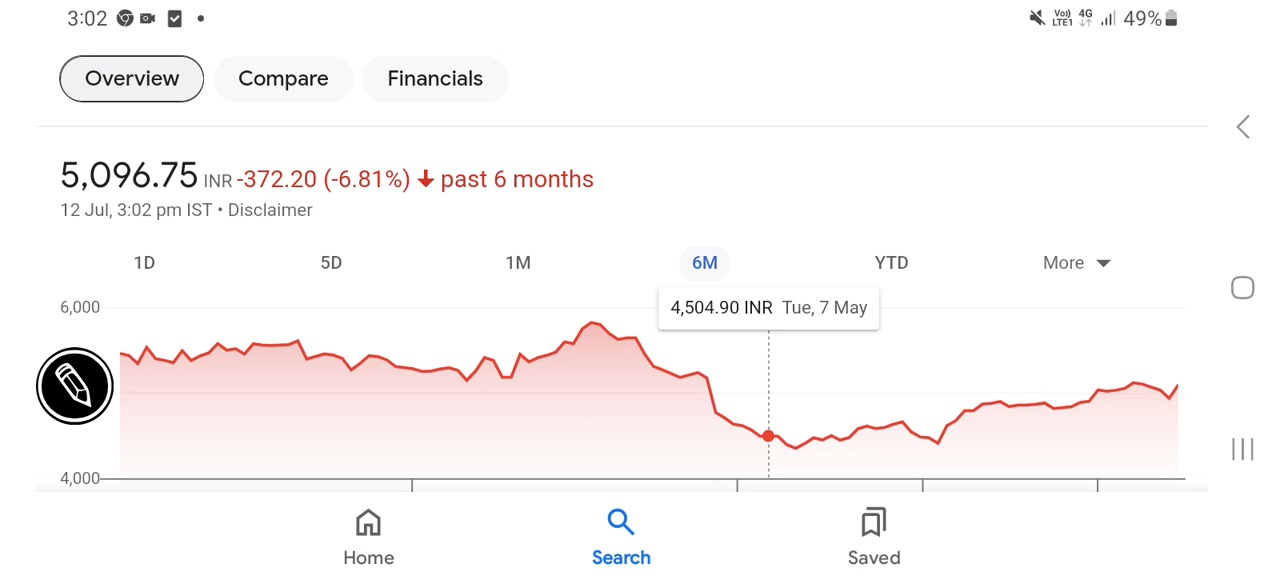 3:02 Vo) LTE1 4G 49%
Overview Compare Financials
5,096.75 INR -372.20 (-6.81%) ↓ past 6 months
12 Jul, 3:02 pm IST • Disclaimer
1D 5D 1M 6M YTD More
4,504.90 INR Tue, 7 May
6,000
4,000
Home Search Saved